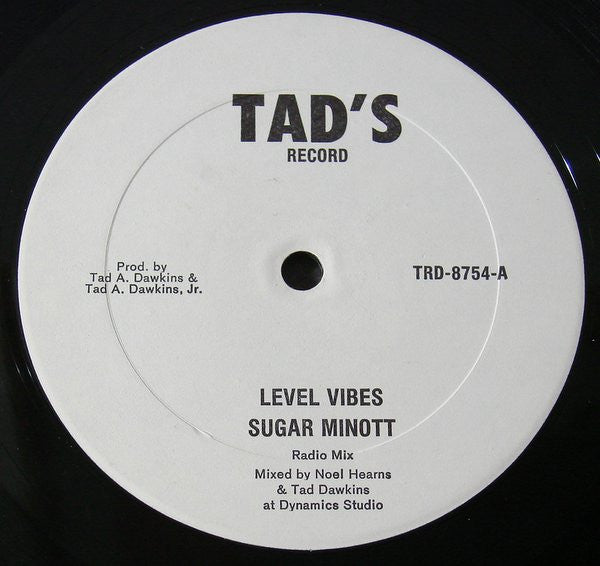 TAD'S
RECORD
Prod. by
Tad A. Dawkins &
Tad A. Dawkins, Jr.
TRD-8754-A
LEVEL VIBES
SUGAR MINOTT
Radio Mix
Mixed by Noel Hearns
& Tad Dawkins
at Dynamics Studio